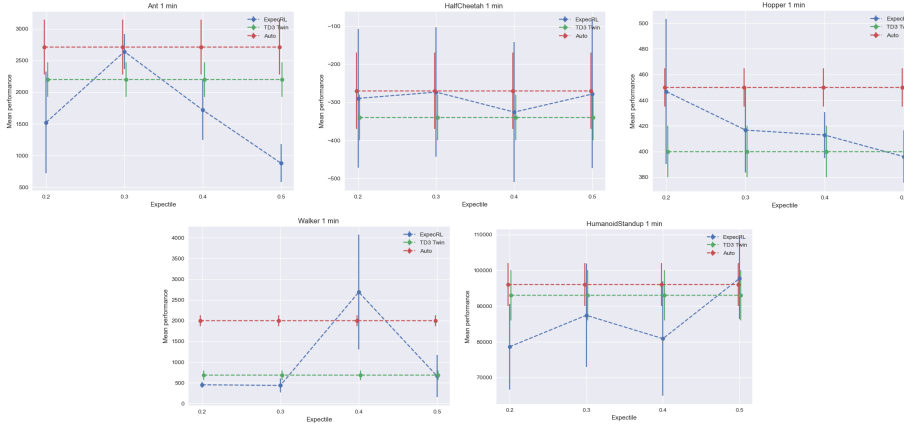 Ant 1 min
Mean performance
3000
2500
2000
1500
1000
500
0.2 0.3 0.4 0.5
Expectile
ExpecRL
TD3 Twin
Auto
HalfCheetah 1 min
Mean performance
−100
−200
−300
−400
−500
0.2 0.3 0.4 0.5
Expectile
ExpecRL
TD3 Twin
Auto
Hopper 1 min
Mean performance
500
480
460
440
420
400
380
0.2 0.3 0.4 0.5
Expectile
ExpecRL
TD3 Twin
Auto
Walker 1 min
Mean performance
4000
3500
3000
2500
2000
1500
1000
500
0
0.2 0.3 0.4 0.5
Expectile
ExpecRL
TD3 Twin
Auto
HumanoidStandup 1 min
Mean performance
110000
100000
90000
80000
70000
0.2 0.3 0.4 0.5
Expectile
ExpecRL
TD3 Twin
Auto